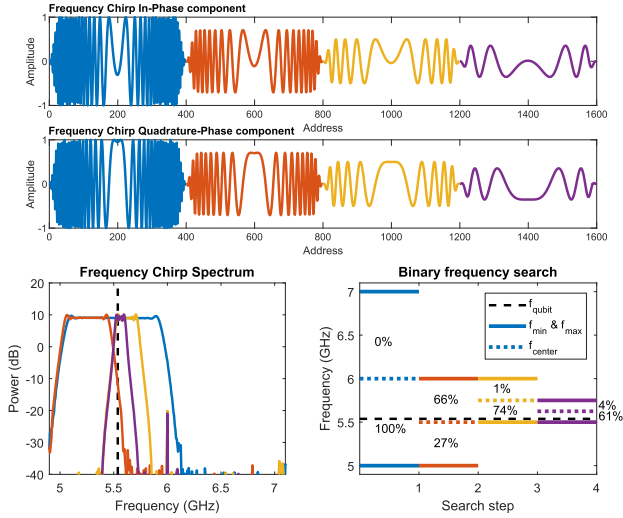 Frequency Chirp In-Phase component
1
0
-1
Amplitude
0 200 400 600 800 1000 1200 1400 1600
Address
Frequency Chirp Quadrature-Phase component
1
0
-1
Amplitude
0 200 400 600 800 1000 1200 1400 1600
Address
Frequency Chirp Spectrum
20
10
0
-10
-20
-30
-40
Power (dB)
5 5.5 6 6.5 7
Frequency (GHz)
Binary frequency search
7
6.5
6
5.5
5
Frequency (GHz)
f_qubit
f_min & f_max
f_center
0%
100%
66%
27%
1%
74%
4%
61%
1 2 3 4
Search step